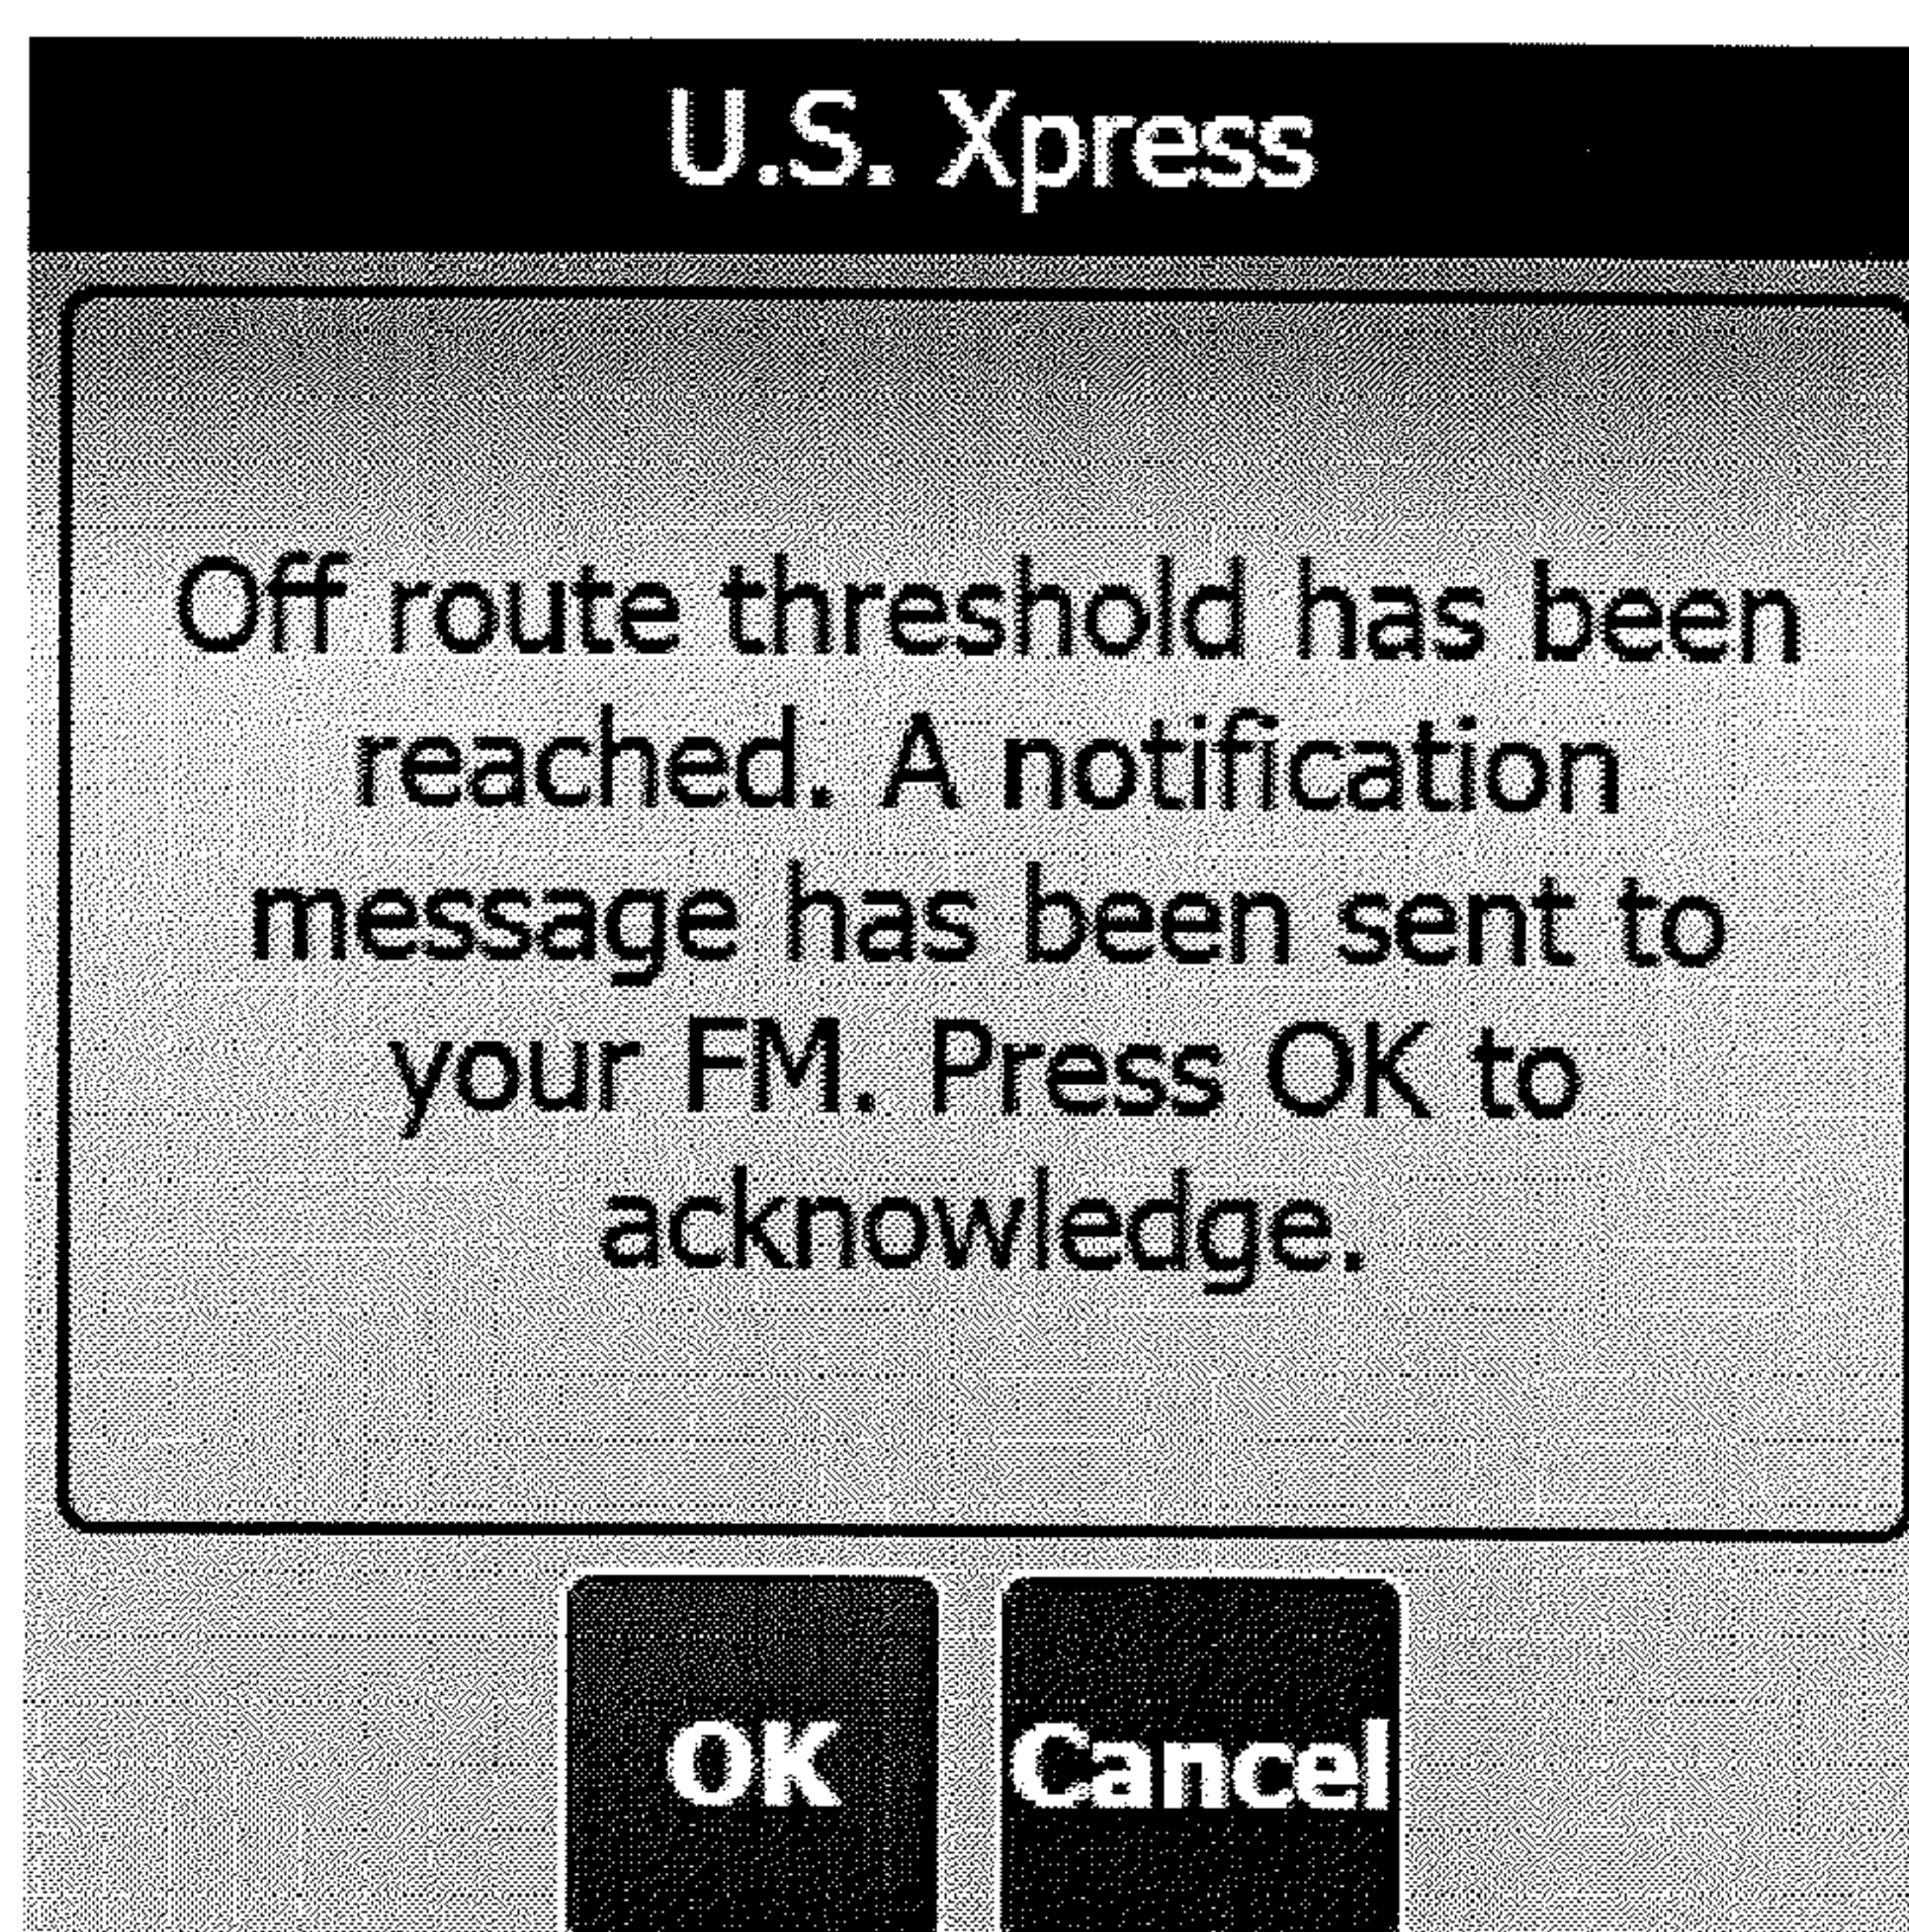 U.S. Xpress
Off route threshold has been
reached. A notification
message has been sent to
your FM. Press OK to
acknowledge.
OK Cancel